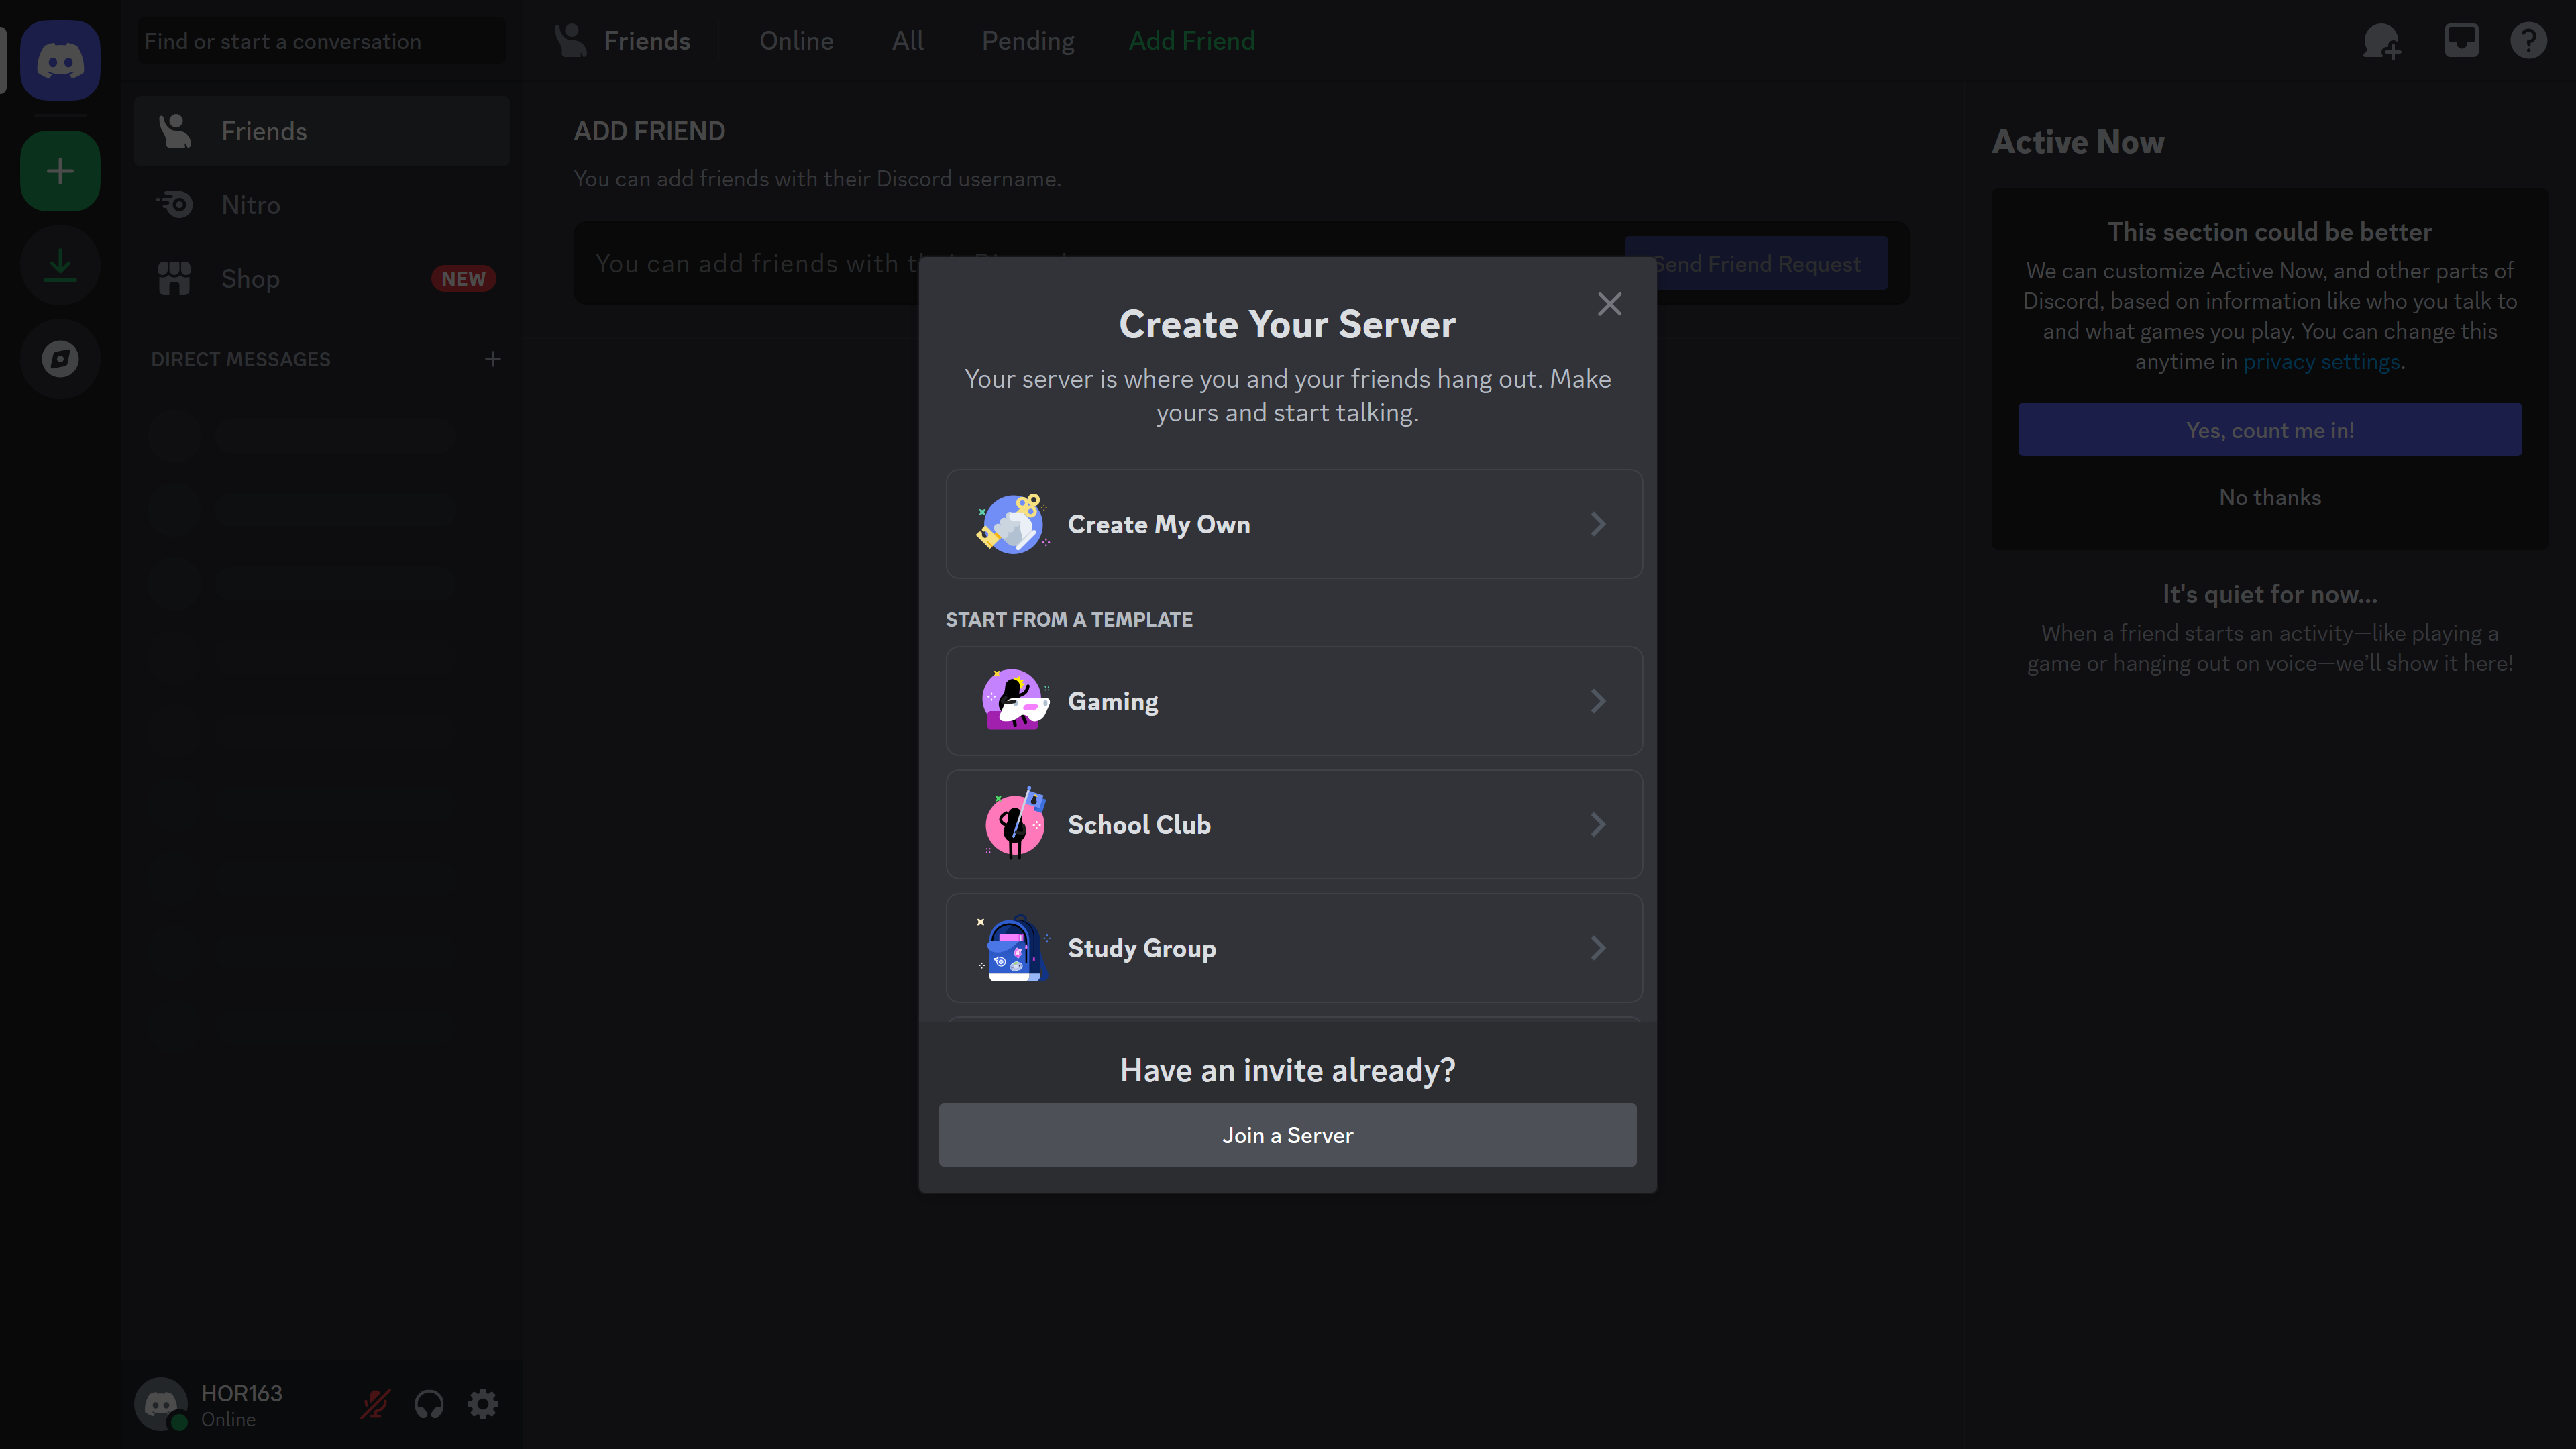 Find or start a conversation
Friends
Nitro
Shop
NEW
DIRECT MESSAGES
HOR163
Online
Friends
Online
All
Pending
Add Friend
ADD FRIEND
You can add friends with their Discord username.
You can add friends with
Send Friend Request
Create Your Server
Your server is where you and your friends hang out. Make
yours and start talking.
Create My Own
START FROM A TEMPLATE
Gaming
School Club
Study Group
Have an invite already?
Join a Server
Active Now
This section could be better
We can customize Active Now, and other parts of
Discord, based on information like who you talk to
and what games you play. You can change this
anytime in privacy settings.
Yes, count me in!
No thanks
It's quiet for now...
When a friend starts an activity—like playing a
game or hanging out on voice—we'll show it here!